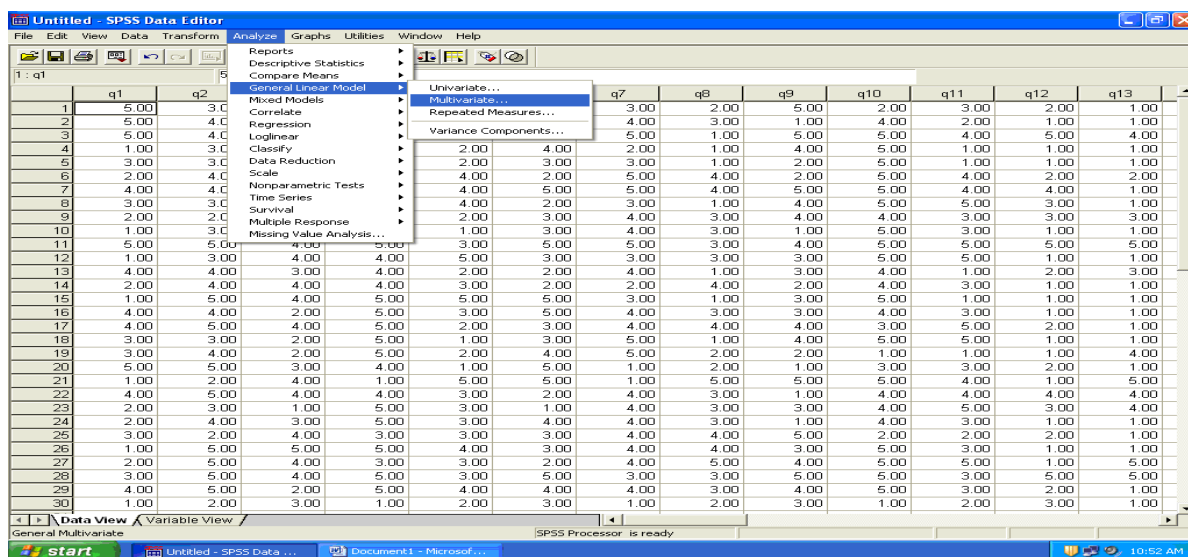 Untitled - SPSS Data Editor
File Edit View Data Transform Analyze Graphs Utilities Window Help
1 : q1 5
Reports
Descriptive Statistics
Compare Means
General Linear Model
Mixed Models
Correlate
Regression
Loglinear
Classify
Data Reduction
Scale
Nonparametric Tests
Time Series
Survival
Multiple Response
Missing Value Analysis...
Univariate...
Multivariate...
Repeated Measures...
Variance Components...
q1 q2 q7 q8 q9 q10 q11 q12 q13
1 5.00 3.0 3.00 2.00 5.00 2.00 3.00 2.00 1.00
2 5.00 4.0 4.00 3.00 1.00 4.00 2.00 1.00 1.00
3 5.00 4.0 5.00 1.00 5.00 5.00 4.00 5.00 4.00
4 1.00 3.0 2.00 4.00 2.00 1.00 4.00 5.00 1.00 1.00 1.00
5 3.00 3.0 2.00 3.00 3.00 1.00 2.00 5.00 1.00 1.00 1.00
6 2.00 4.0 4.00 2.00 5.00 2.00 5.00 5.00 4.00 2.00 2.00
7 4.00 4.0 5.00 4.00 4.00 5.00 5.00 5.00 4.00 4.00 1.00
8 3.00 3.0 4.00 2.00 3.00 1.00 4.00 5.00 5.00 3.00 1.00
9 2.00 2.0 2.00 3.00 4.00 3.00 4.00 4.00 3.00 3.00 3.00
10 1.00 3.0 1.00 3.00 4.00 3.00 1.00 5.00 3.00 1.00 1.00
11 5.00 5.00 4.00 5.00 3.00 5.00 5.00 4.00 5.00 5.00 5.00 5.00 5.00
12 1.00 3.00 4.00 4.00 5.00 3.00 3.00 3.00 3.00 5.00 3.00 1.00 1.00
13 4.00 4.00 3.00 4.00 2.00 2.00 4.00 1.00 3.00 4.00 1.00 2.00 3.00
14 2.00 4.00 4.00 4.00 3.00 2.00 2.00 4.00 2.00 4.00 3.00 1.00 1.00
15 1.00 5.00 4.00 5.00 5.00 5.00 3.00 1.00 3.00 5.00 1.00 1.00 1.00
16 4.00 4.00 2.00 5.00 3.00 3.00 4.00 3.00 4.00 5.00 3.00 1.00 1.00
17 4.00 5.00 4.00 5.00 2.00 3.00 4.00 4.00 4.00 3.00 5.00 2.00 1.00
18 3.00 3.00 2.00 5.00 1.00 3.00 5.00 4.00 3.00 4.00 5.00 1.00 1.00
19 3.00 4.00 2.00 5.00 2.00 4.00 5.00 2.00 2.00 1.00 1.00 1.00 4.00
20 5.00 5.00 3.00 4.00 1.00 5.00 1.00 2.00 1.00 3.00 3.00 1.00 1.00
21 1.00 2.00 4.00 1.00 5.00 5.00 1.00 2.00 5.00 5.00 4.00 1.00 5.00
22 4.00 5.00 4.00 4.00 3.00 2.00 4.00 3.00 1.00 4.00 4.00 4.00 4.00
23 2.00 3.00 1.00 5.00 3.00 1.00 4.00 3.00 3.00 4.00 5.00 3.00 1.00
24 2.00 4.00 3.00 5.00 3.00 4.00 4.00 3.00 1.00 4.00 4.00 3.00 1.00
25 3.00 2.00 4.00 3.00 3.00 3.00 4.00 4.00 5.00 2.00 2.00 2.00 1.00
26 1.00 5.00 5.00 5.00 4.00 3.00 4.00 3.00 4.00 5.00 3.00 1.00 1.00
27 2.00 5.00 4.00 3.00 3.00 2.00 4.00 5.00 4.00 5.00 5.00 1.00 5.00
28 3.00 5.00 4.00 3.00 5.00 5.00 3.00 3.00 5.00 5.00 3.00 5.00 5.00
29 4.00 5.00 2.00 5.00 4.00 4.00 4.00 3.00 4.00 5.00 3.00 2.00 1.00
30 1.00 2.00 3.00 1.00 2.00 3.00 1.00 2.00 3.00 1.00 2.00 3.00 3.00
Data View Variable View
General Multivariate SPSS Processor is ready
start Untitled - SPSS Data ... Document1 - Microsof... 10:52 AM